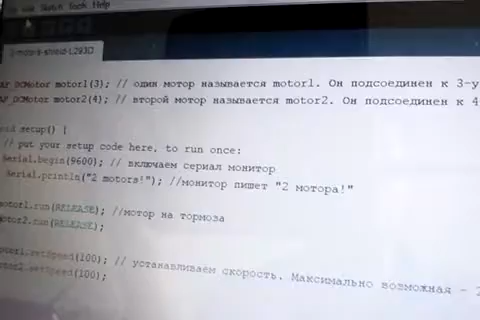 Sketch Tools Help
motors-shield-L293D
AF_DCMotor motor1(3); // один мотор называется motor1. Он подсоединен к 3-у
AF_DCMotor motor2(4); // второй мотор называется motor2. Он подсоединен к 4
void setup() {
// put your setup code here, to run once:
Serial.begin(9600); // включаем сериал монитор
Serial.println("2 motors!"); //монитор пишет "2 мотора!"
motor1.run(RELEASE); //мотор на тормоза
motor2.run(RELEASE);
motor1.setSpeed(100); // устанавливаем скорость. Максимально возможная - 2
motor2.setSpeed(100);